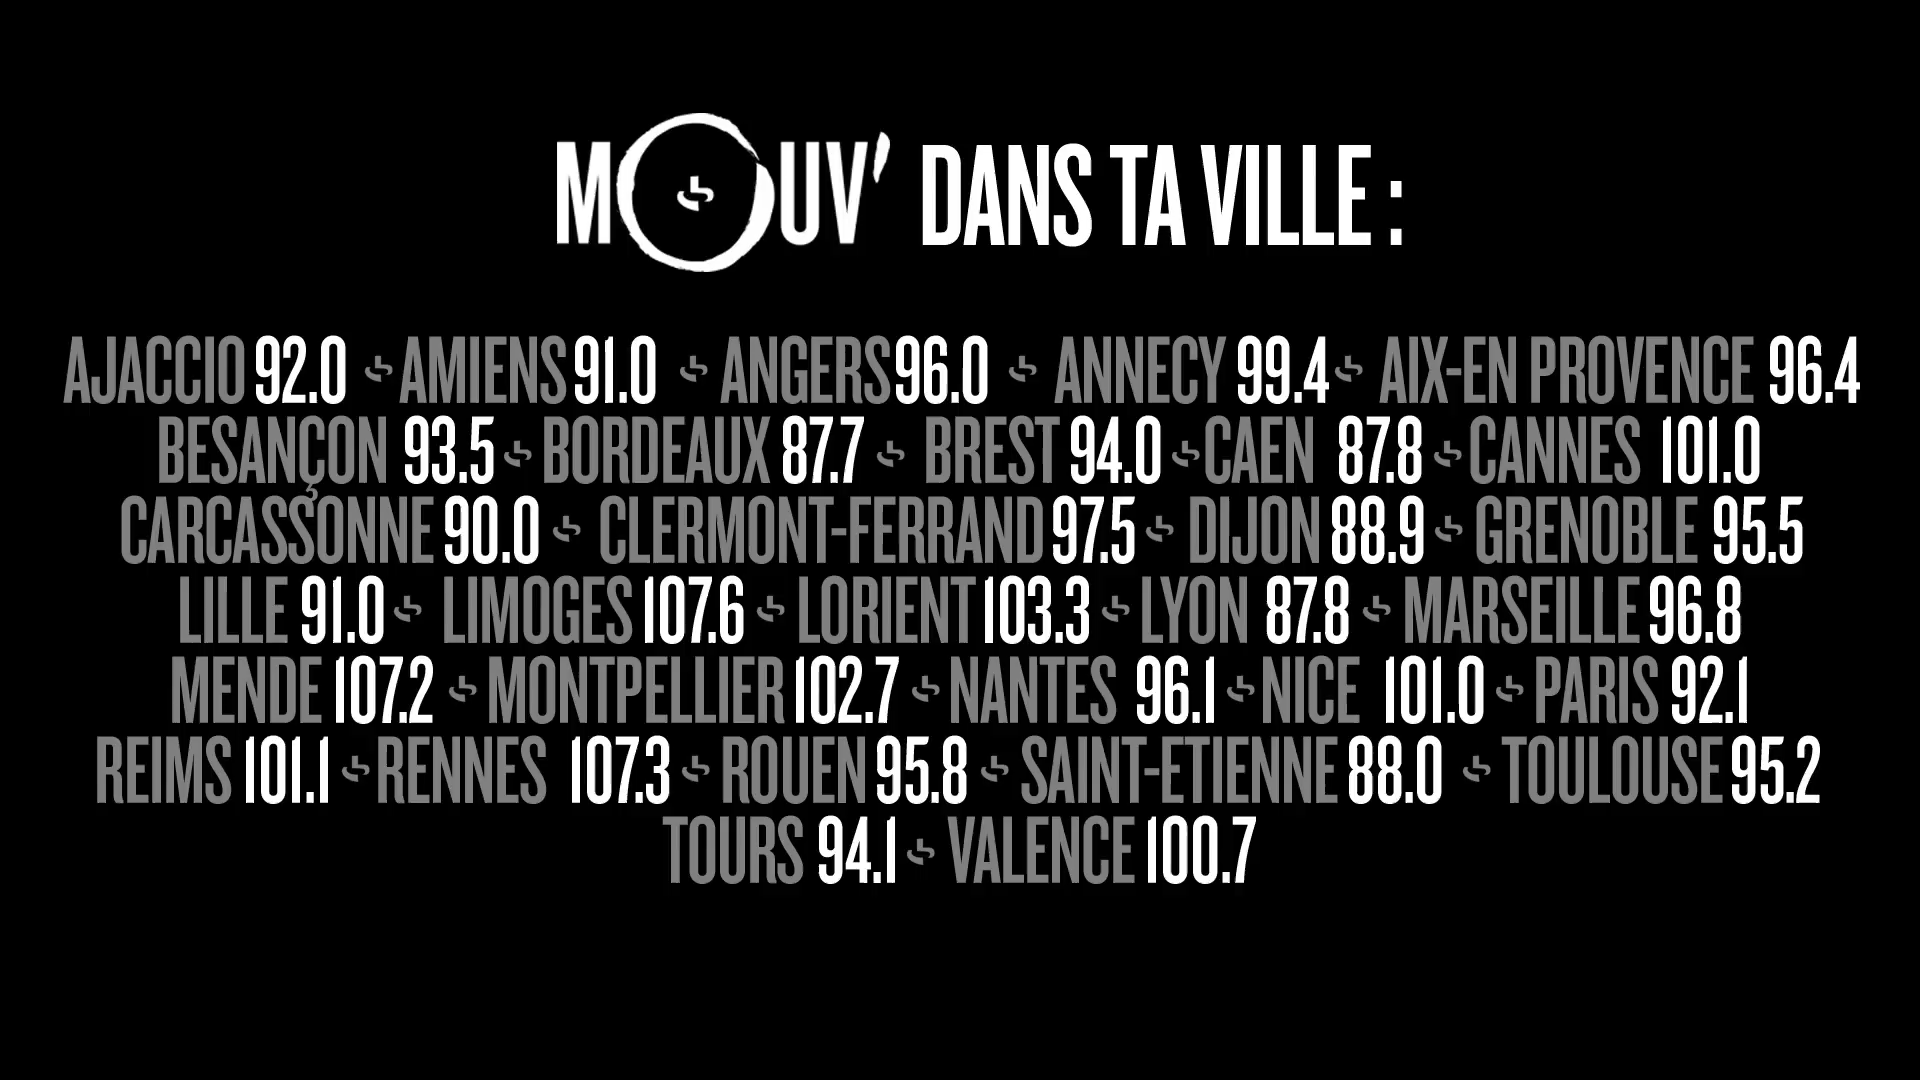 MOUV' DANS TA VILLE :
AJACCIO 92.0 AMIENS 91.0 ANGERS 96.0 ANNECY 99.4 AIX-EN PROVENCE 96.4
BESANÇON 93.5 BORDEAUX 87.7 BREST 94.0 CAEN 87.8 CANNES 101.0
CARCASSONNE 90.0 CLERMONT-FERRAND 97.5 DIJON 88.9 GRENOBLE 95.5
LILLE 91.0 LIMOGES 107.6 LORIENT 103.3 LYON 87.8 MARSEILLE 96.8
MENDE 107.2 MONTPELLIER 102.7 NANTES 96.1 NICE 101.0 PARIS 92.1
REIMS 101.1 RENNES 107.3 ROUEN 95.8 SAINT-ETIENNE 88.0 TOULOUSE 95.2
TOURS 94.1 VALENCE 100.7